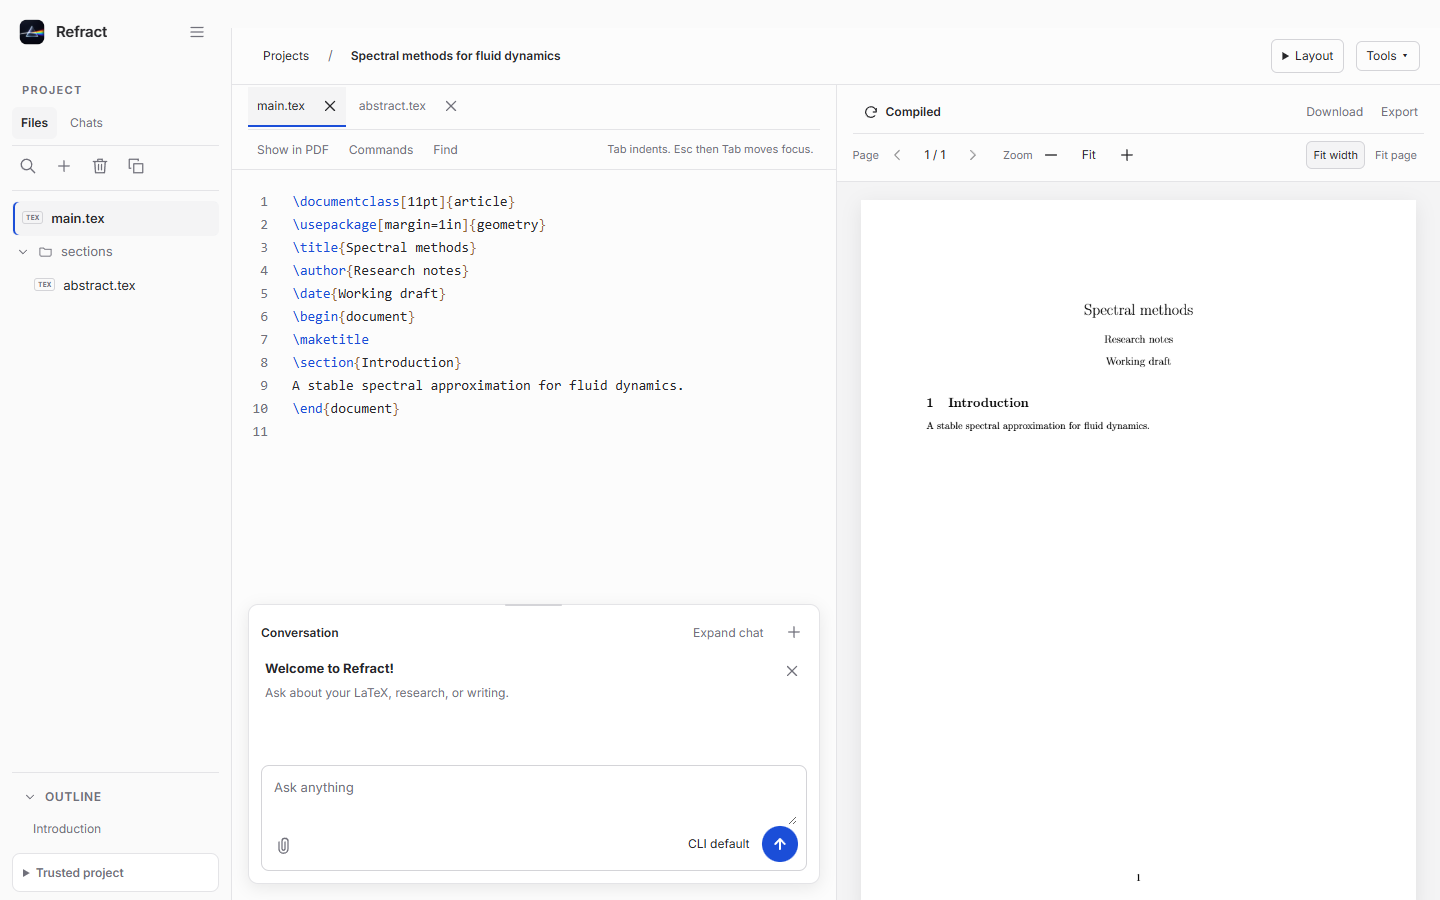 Refract
PROJECT
Files
Chats
TEX main.tex
sections
TEX abstract.tex
OUTLINE
Introduction
Trusted project
Projects / Spectral methods for fluid dynamics
Layout
Tools
main.tex
abstract.tex
Show in PDF
Commands
Find
Tab indents. Esc then Tab moves focus.
1 \documentclass[11pt]{article}
2 \usepackage[margin=1in]{geometry}
3 \title{Spectral methods}
4 \author{Research notes}
5 \date{Working draft}
6 \begin{document}
7 \maketitle
8 \section{Introduction}
9 A stable spectral approximation for fluid dynamics.
10 \end{document}
11
Conversation
Expand chat
Welcome to Refract!
Ask about your LaTeX, research, or writing.
Ask anything
CLI default
Compiled
Download
Export
Page
1 / 1
Zoom
Fit
Fit width
Fit page
Spectral methods
Research notes
Working draft
1 Introduction
A stable spectral approximation for fluid dynamics.
1